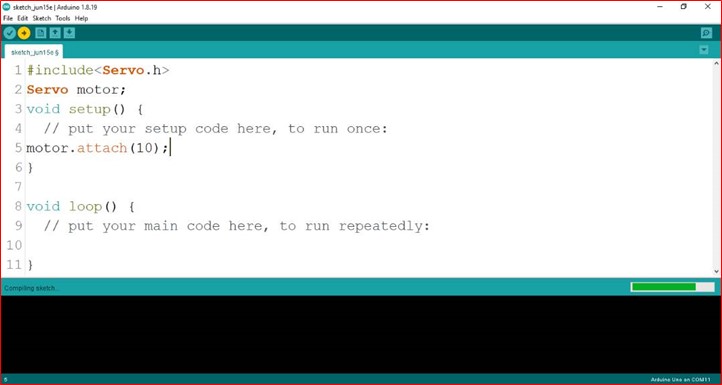 sketch_jun15e | Arduino 1.8.19
File Edit Sketch Tools Help
sketch_jun15e §
1 #include<Servo.h>
2 Servo motor;
3 void setup() {
4 // put your setup code here, to run once:
5 motor.attach(10);
6 }
7
8 void loop() {
9 // put your main code here, to run repeatedly:
10
11 }
Compiling sketch...
5 Arduino Uno on COM11